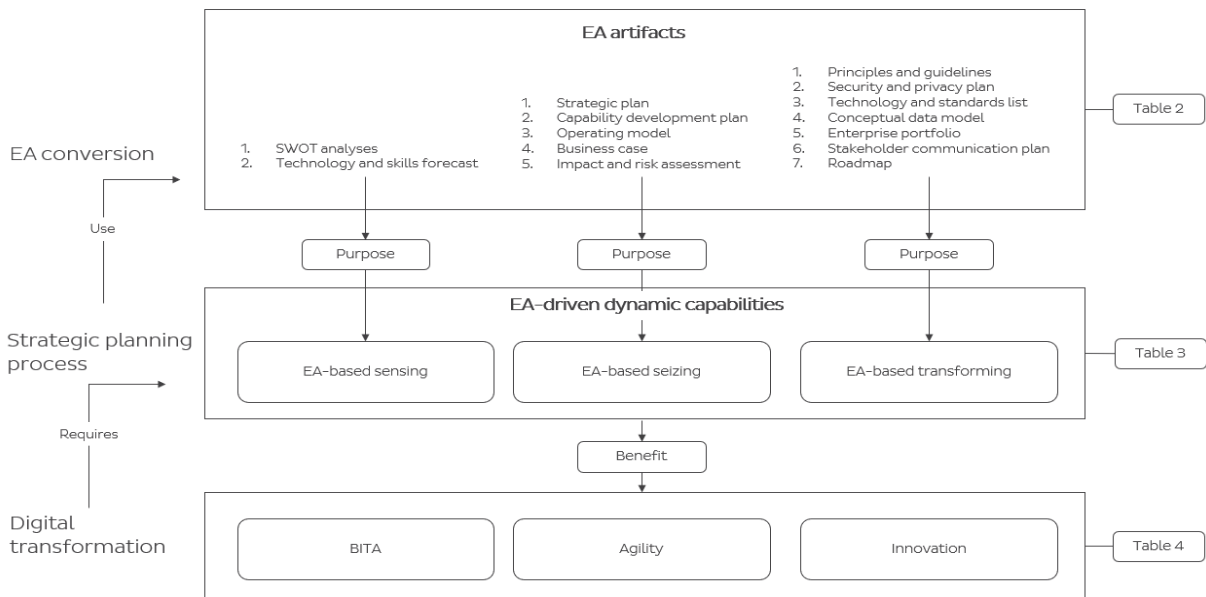 EA artifacts
1. SWOT analyses
2. Technology and skills forecast
1. Strategic plan
2. Capability development plan
3. Operating model
4. Business case
5. Impact and risk assessment
1. Principles and guidelines
2. Security and privacy plan
3. Technology and standards list
4. Conceptual data model
5. Enterprise portfolio
6. Stakeholder communication plan
7. Roadmap
Table 2
EA conversion
Use
Purpose
Purpose
Purpose
EA-driven dynamic capabilities
Strategic planning
process
EA-based sensing
EA-based seizing
EA-based transforming
Table 3
Requires
Benefit
Digital
transformation
BITA
Agility
Innovation
Table 4